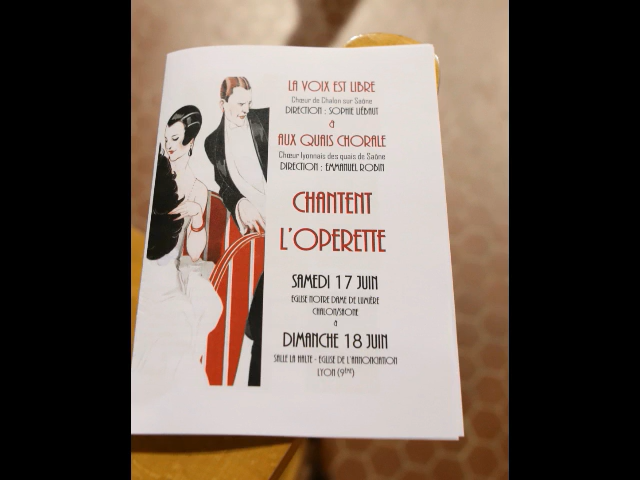 LA VOIX EST LIBRE
Chœur de Chalon sur Saône
DIRECTION : SOPHIE LIÉBAUT
&
AUX QUAIS CHORALE
Chœur lyonnais des quais de Saône
DIRECTION : EMMANUEL ROBIN
CHANTENT
L'OPERETTE
SAMEDI 17 JUIN
EGLISE NOTRE DAME DE LUMIÈRE
CHALON/SAONE
&
DIMANCHE 18 JUIN
SALLE LA HALTE - EGLISE DE L'ANNONCIATION
LYON (9ÈME)